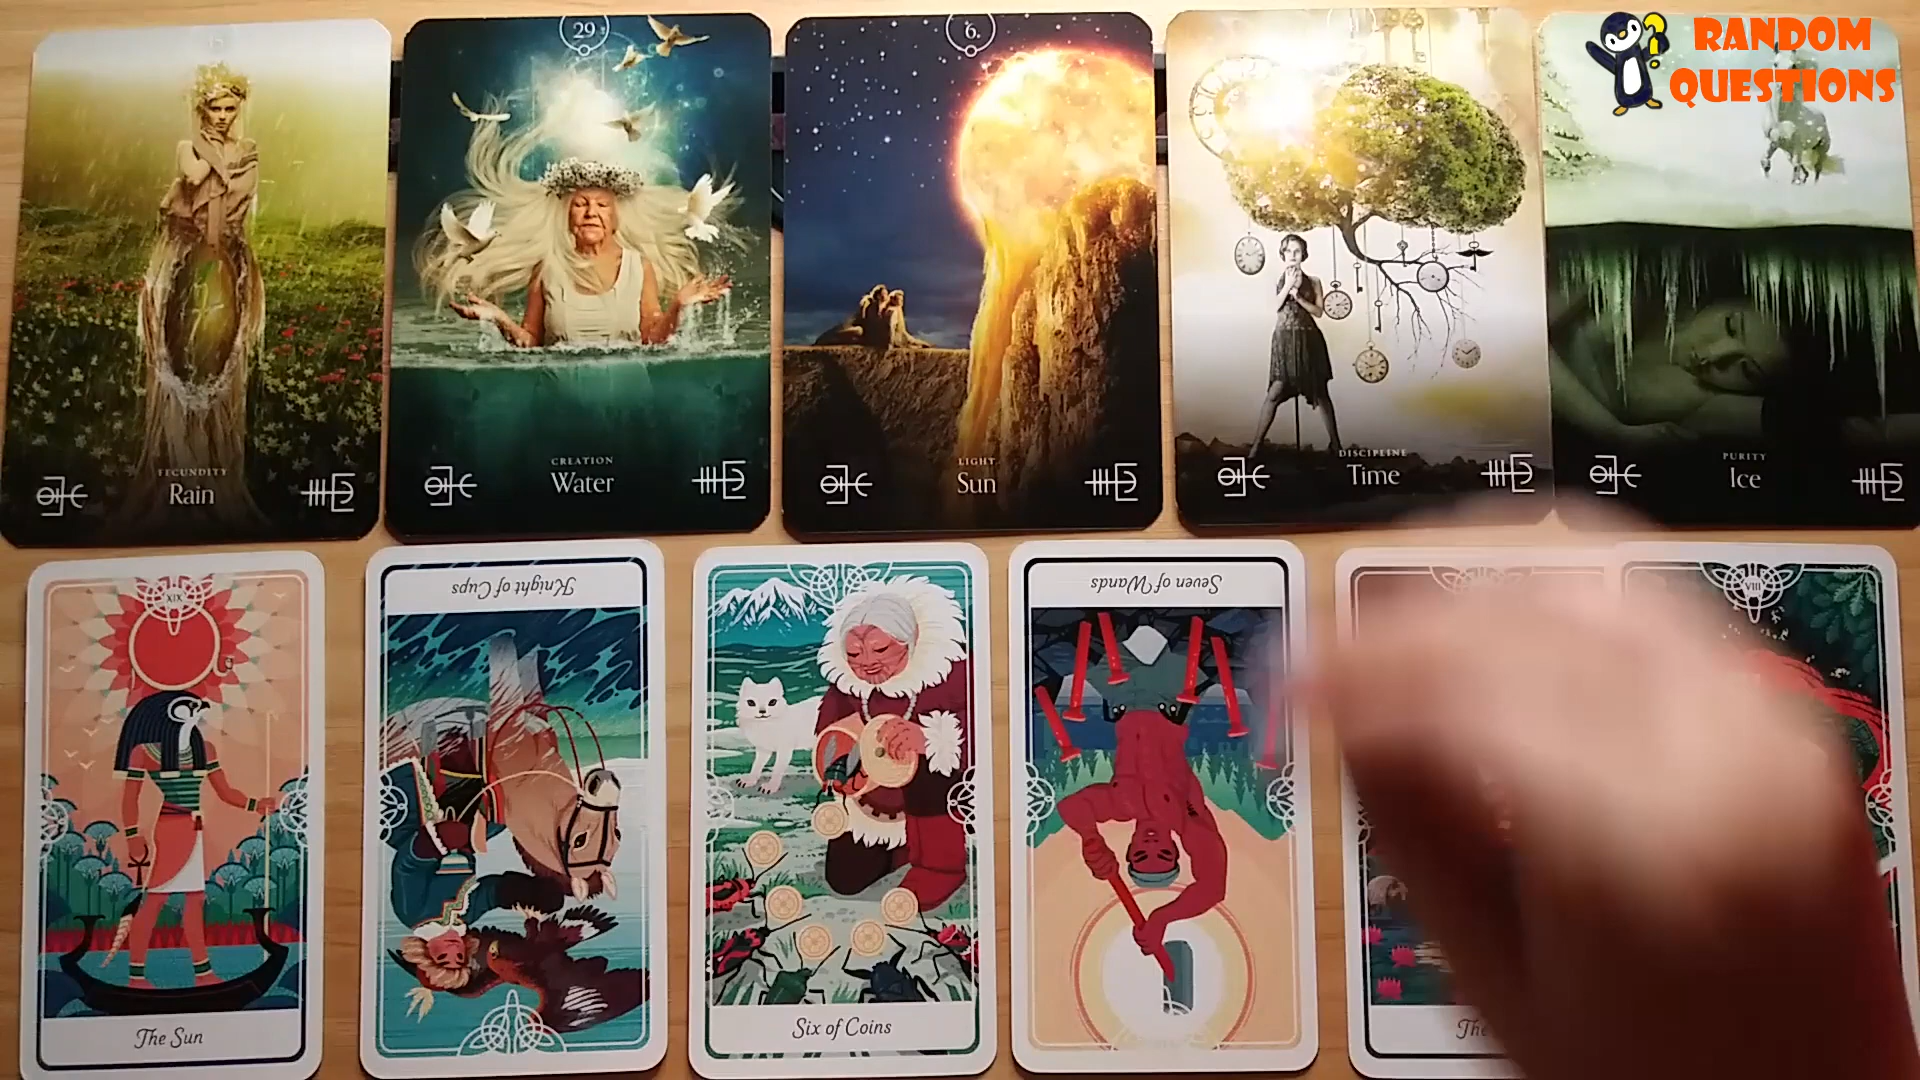 29
6.
RANDOM
QUESTIONS
FECUNDITY
Rain
CREATION
Water
LIGHT
Sun
DISCIPLINE
Time
PURITY
Ice
XIX
Knight of Cups
Seven of Wands
VIII
The Sun
Six of Coins
The